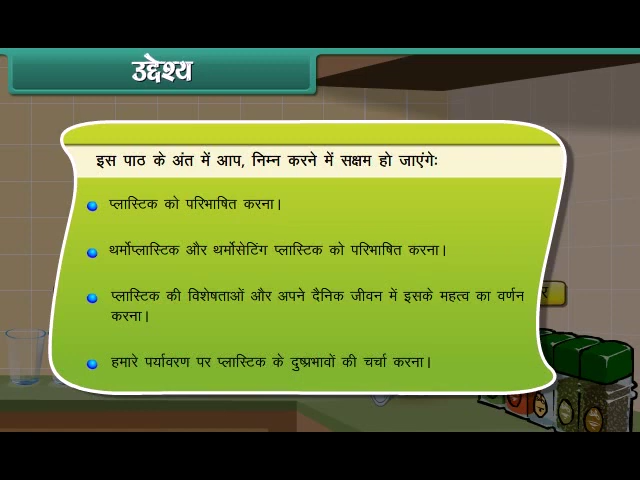 उद्देश्य
इस पाठ के अंत में आप, निम्न करने में सक्षम हो जाएंगेः
प्लास्टिक को परिभाषित करना।
थर्मोप्लास्टिक और थर्मोसेटिंग प्लास्टिक को परिभाषित करना।
प्लास्टिक की विशेषताओं और अपने दैनिक जीवन में इसके महत्व का वर्णन
करना।
हमारे पर्यावरण पर प्लास्टिक के दुष्प्रभावों की चर्चा करना।